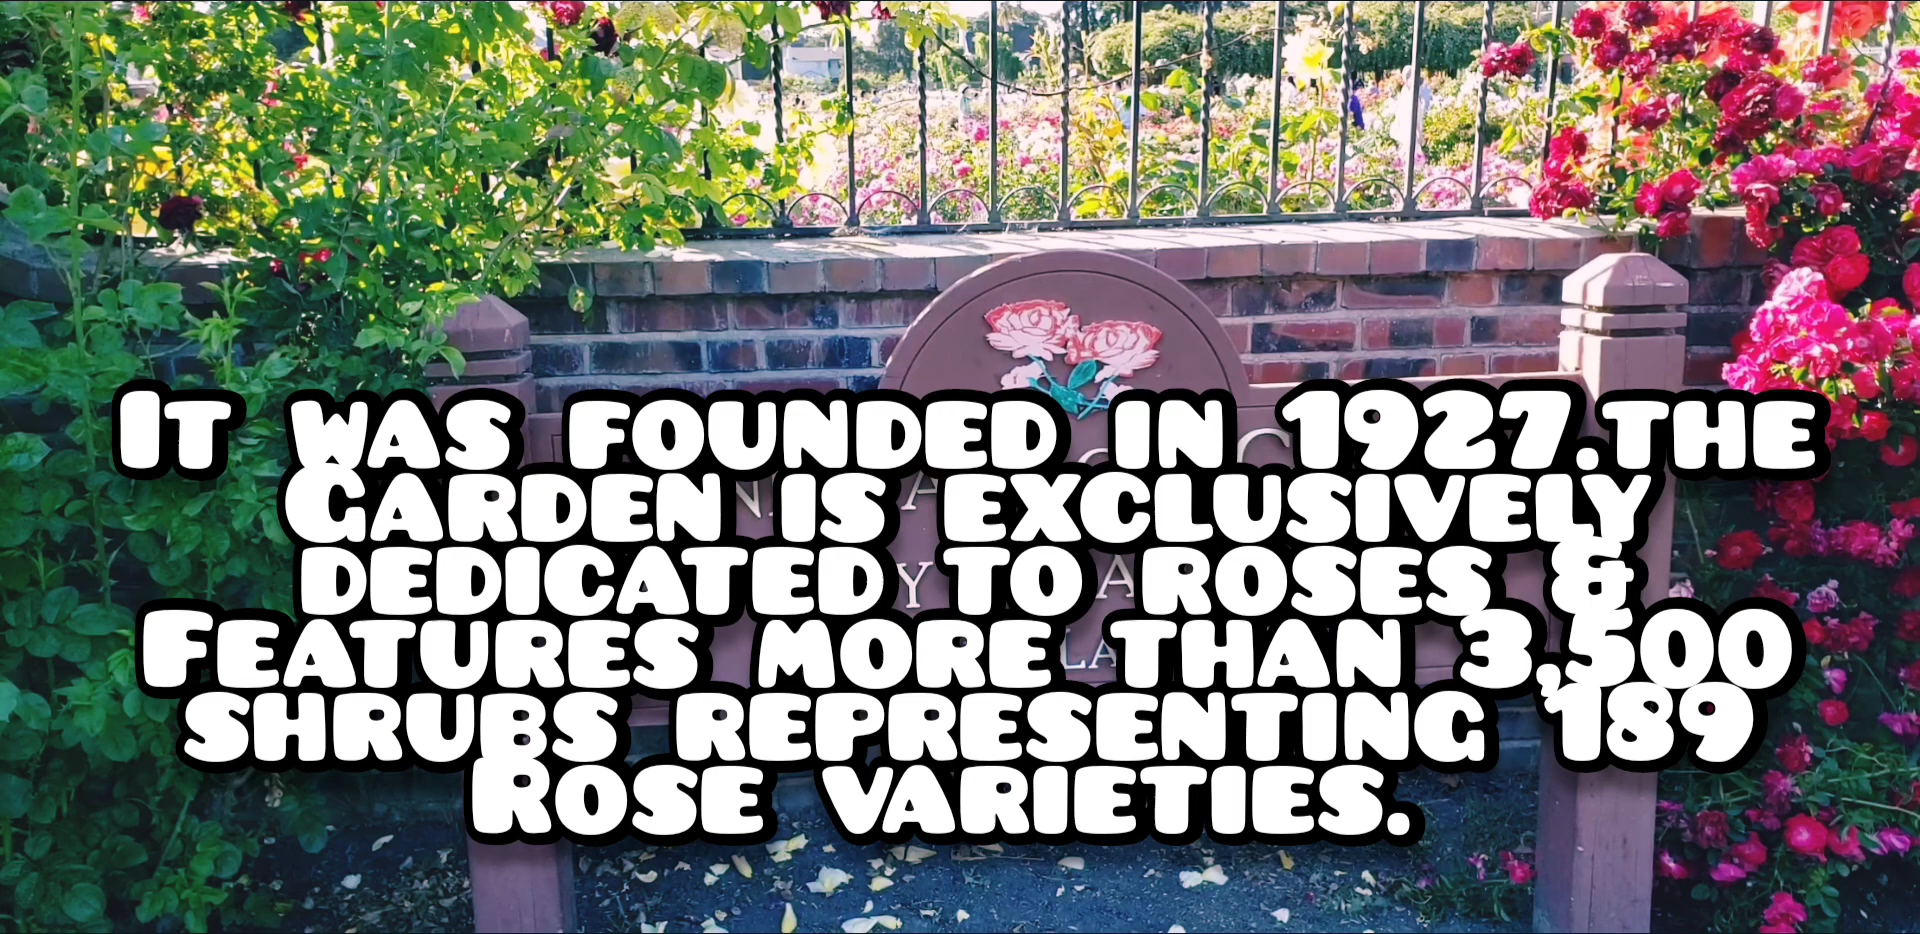 It was founded in 1927.the
Garden is exclusively
dedicated to roses &
Features more than 3,500
shrubs representing 189
Rose varieties.